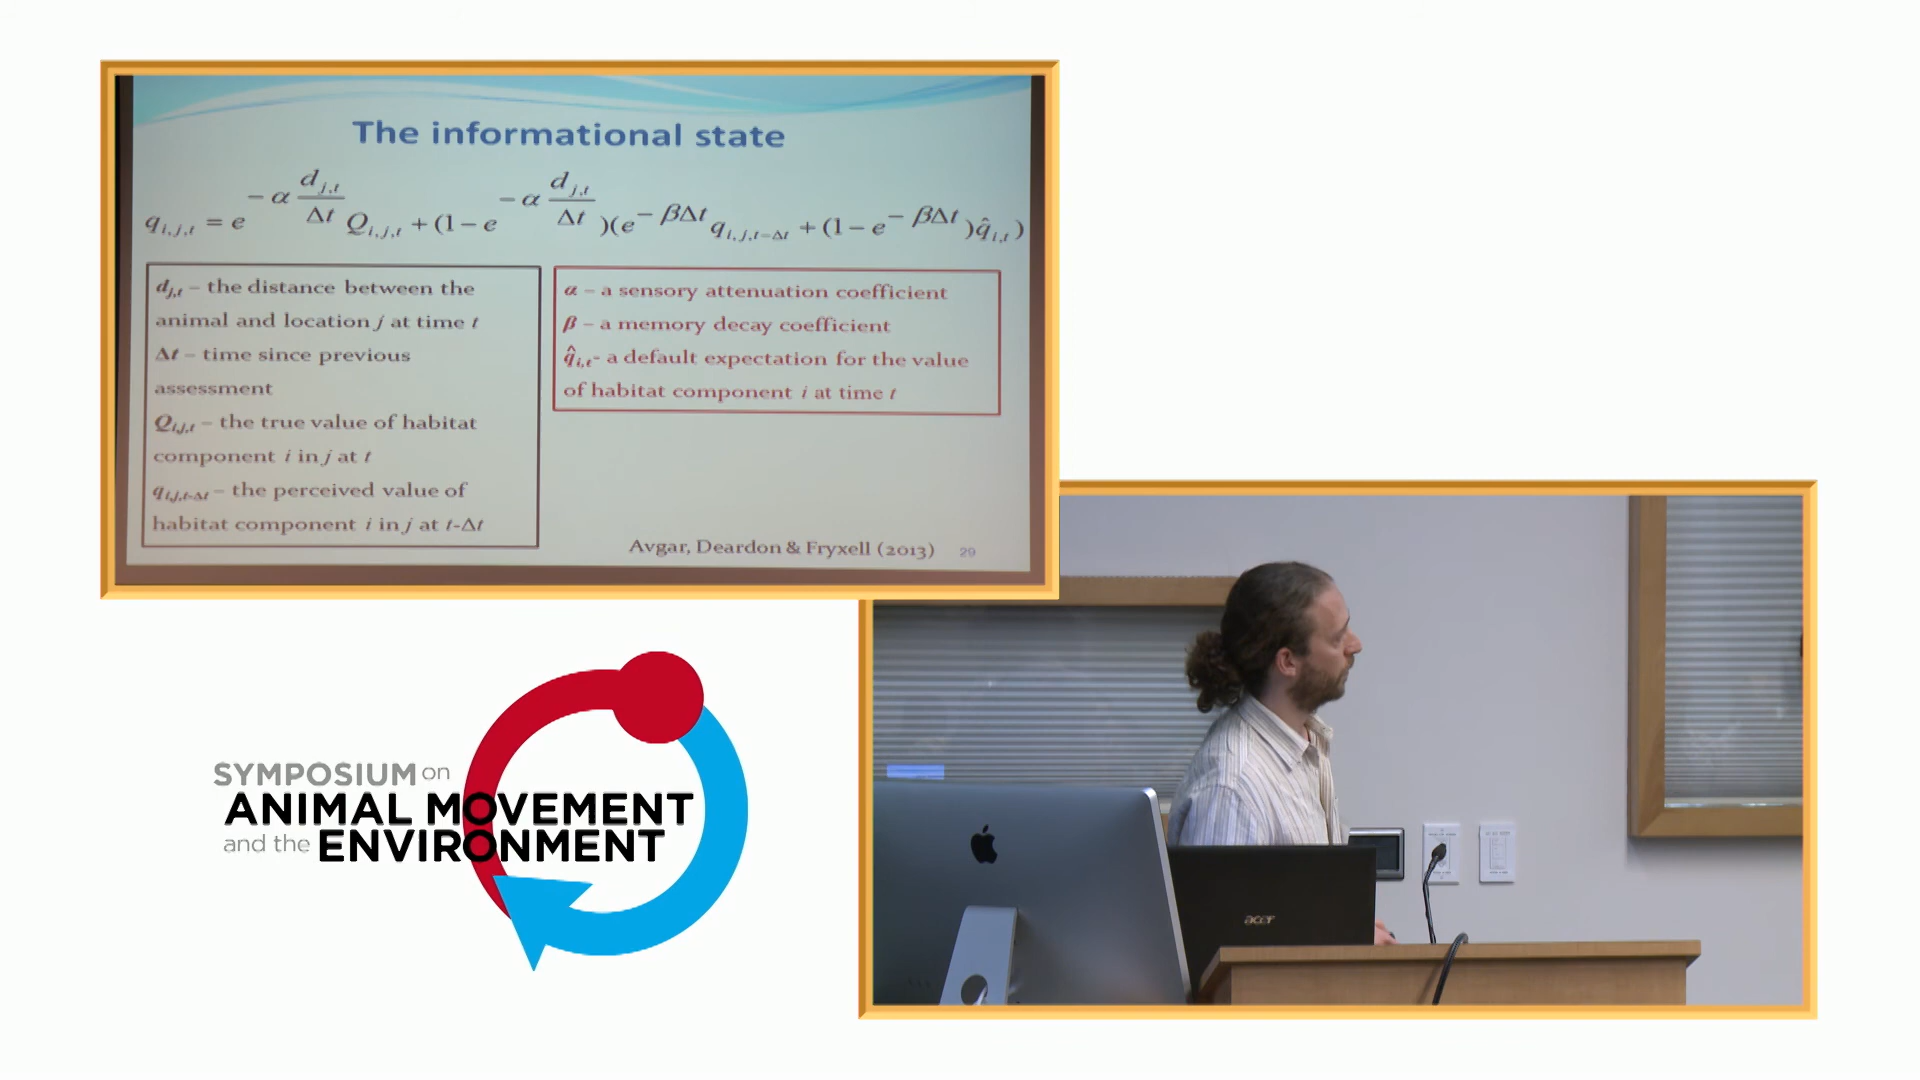 The informational state
q_{i,j,t} = e^{-α d_{j,t}/Δt} Q_{i,j,t} + (1 − e^{-α d_{j,t}/Δt})(e^{-βΔt} q_{i,j,t−Δt} + (1 − e^{-βΔt}) q̂_{i,t})
d_{j,t} – the distance between the
animal and location j at time t
Δt – time since previous
assessment
Q_{i,j,t} – the true value of habitat
component i in j at t
q_{i,j,t-Δt} – the perceived value of
habitat component i in j at t-Δt
α – a sensory attenuation coefficient
β – a memory decay coefficient
q̂_{i,t} - a default expectation for the value
of habitat component i at time t
Avgar, Deardon & Fryxell (2013) 29
SYMPOSIUM on
ANIMAL MOVEMENT
and the ENVIRONMENT
acer